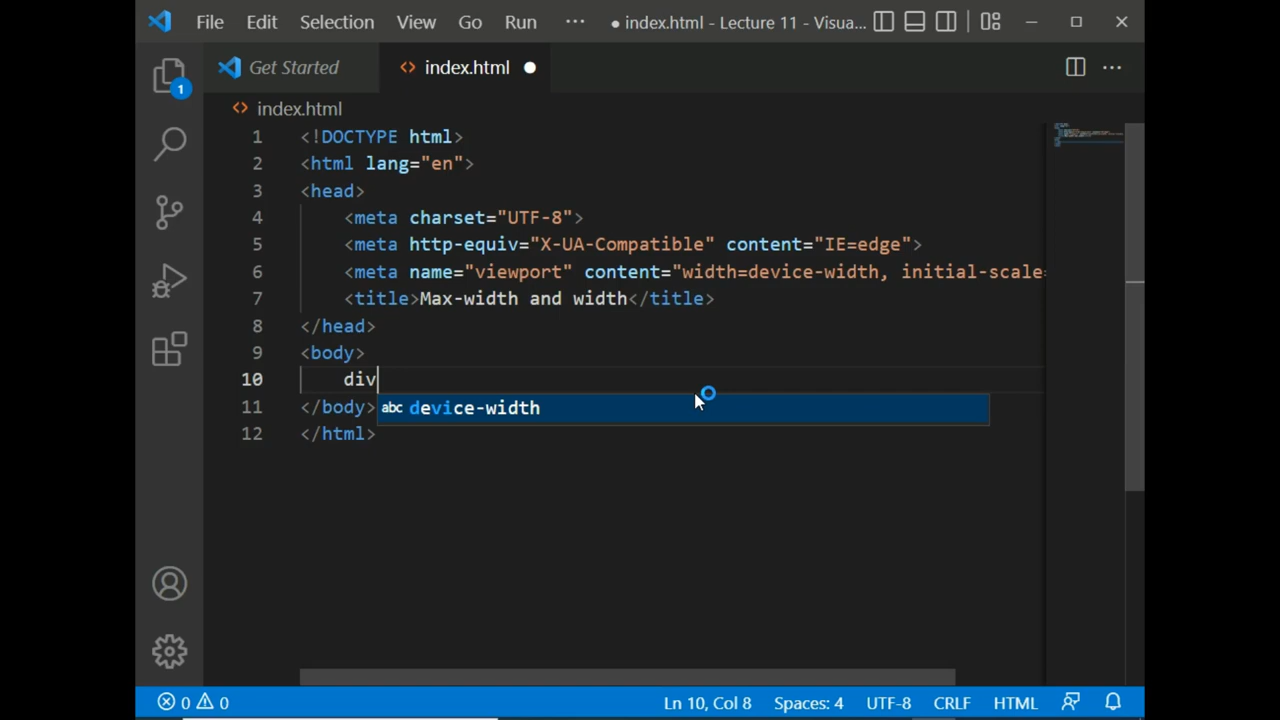 File Edit Selection View Go Run ··· ● index.html - Lecture 11 - Visua...
Get Started <> index.html ●
1
<> index.html
1 <!DOCTYPE html>
2 <html lang="en">
3 <head>
4 <meta charset="UTF-8">
5 <meta http-equiv="X-UA-Compatible" content="IE=edge">
6 <meta name="viewport" content="width=device-width, initial-scale=
7 <title>Max-width and width</title>
8 </head>
9 <body>
10 div
11 </body> abc device-width
12 </html>
0 0 Ln 10, Col 8 Spaces: 4 UTF-8 CRLF HTML